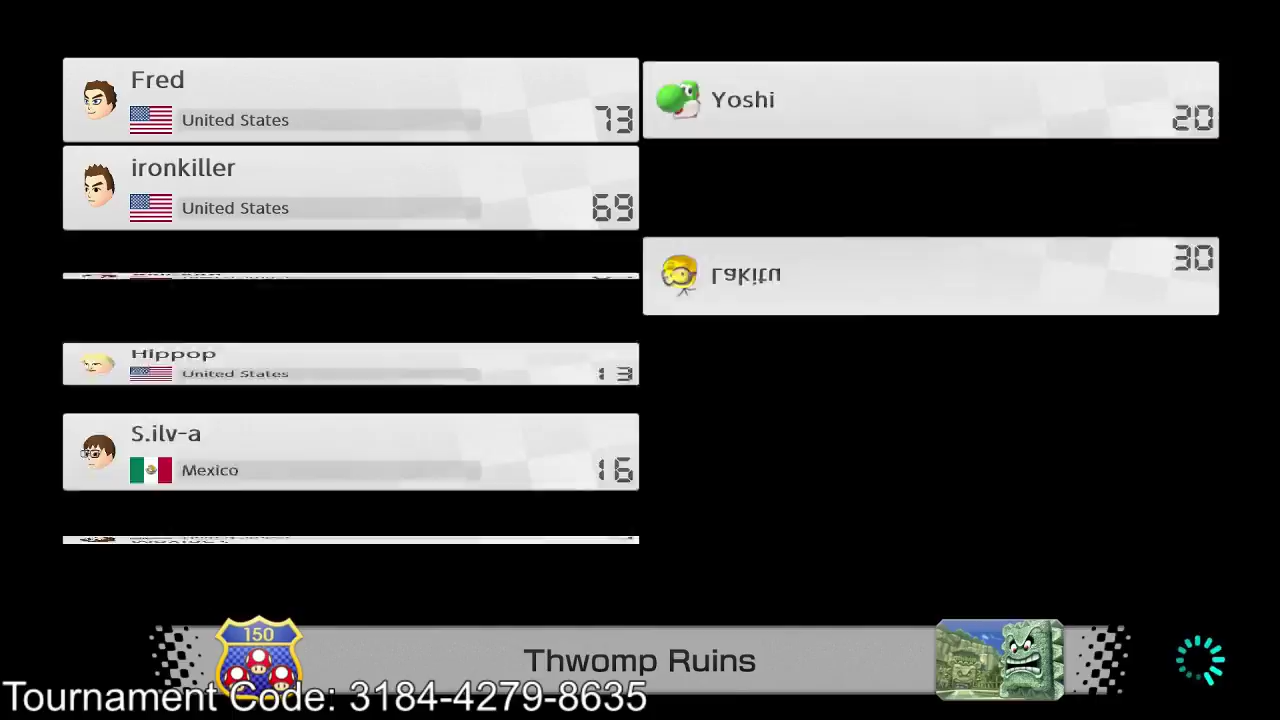 Fred
United States
73
Yoshi
20
ironkiller
United States
69
Lakitu
30
Hippop
United States
13
S.ilv-a
Mexico
16
150
Thwomp Ruins
Tournament Code: 3184-4279-8635